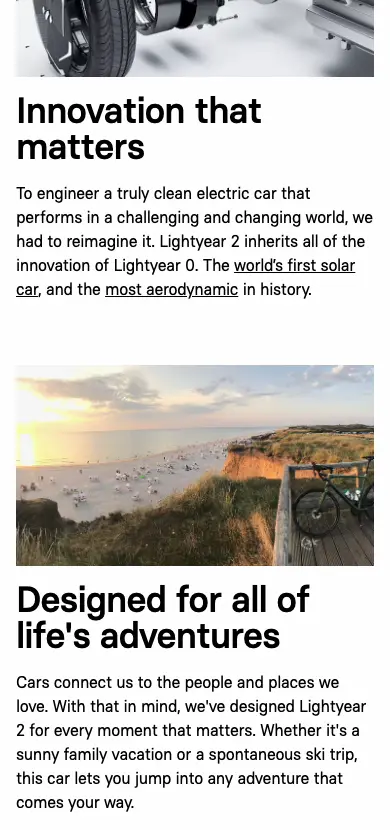 Innovation that
matters
To engineer a truly clean electric car that
performs in a challenging and changing world, we
had to reimagine it. Lightyear 2 inherits all of the
innovation of Lightyear 0. The world’s first solar
car, and the most aerodynamic in history.
Designed for all of
life's adventures
Cars connect us to the people and places we
love. With that in mind, we've designed Lightyear
2 for every moment that matters. Whether it's a
sunny family vacation or a spontaneous ski trip,
this car lets you jump into any adventure that
comes your way.